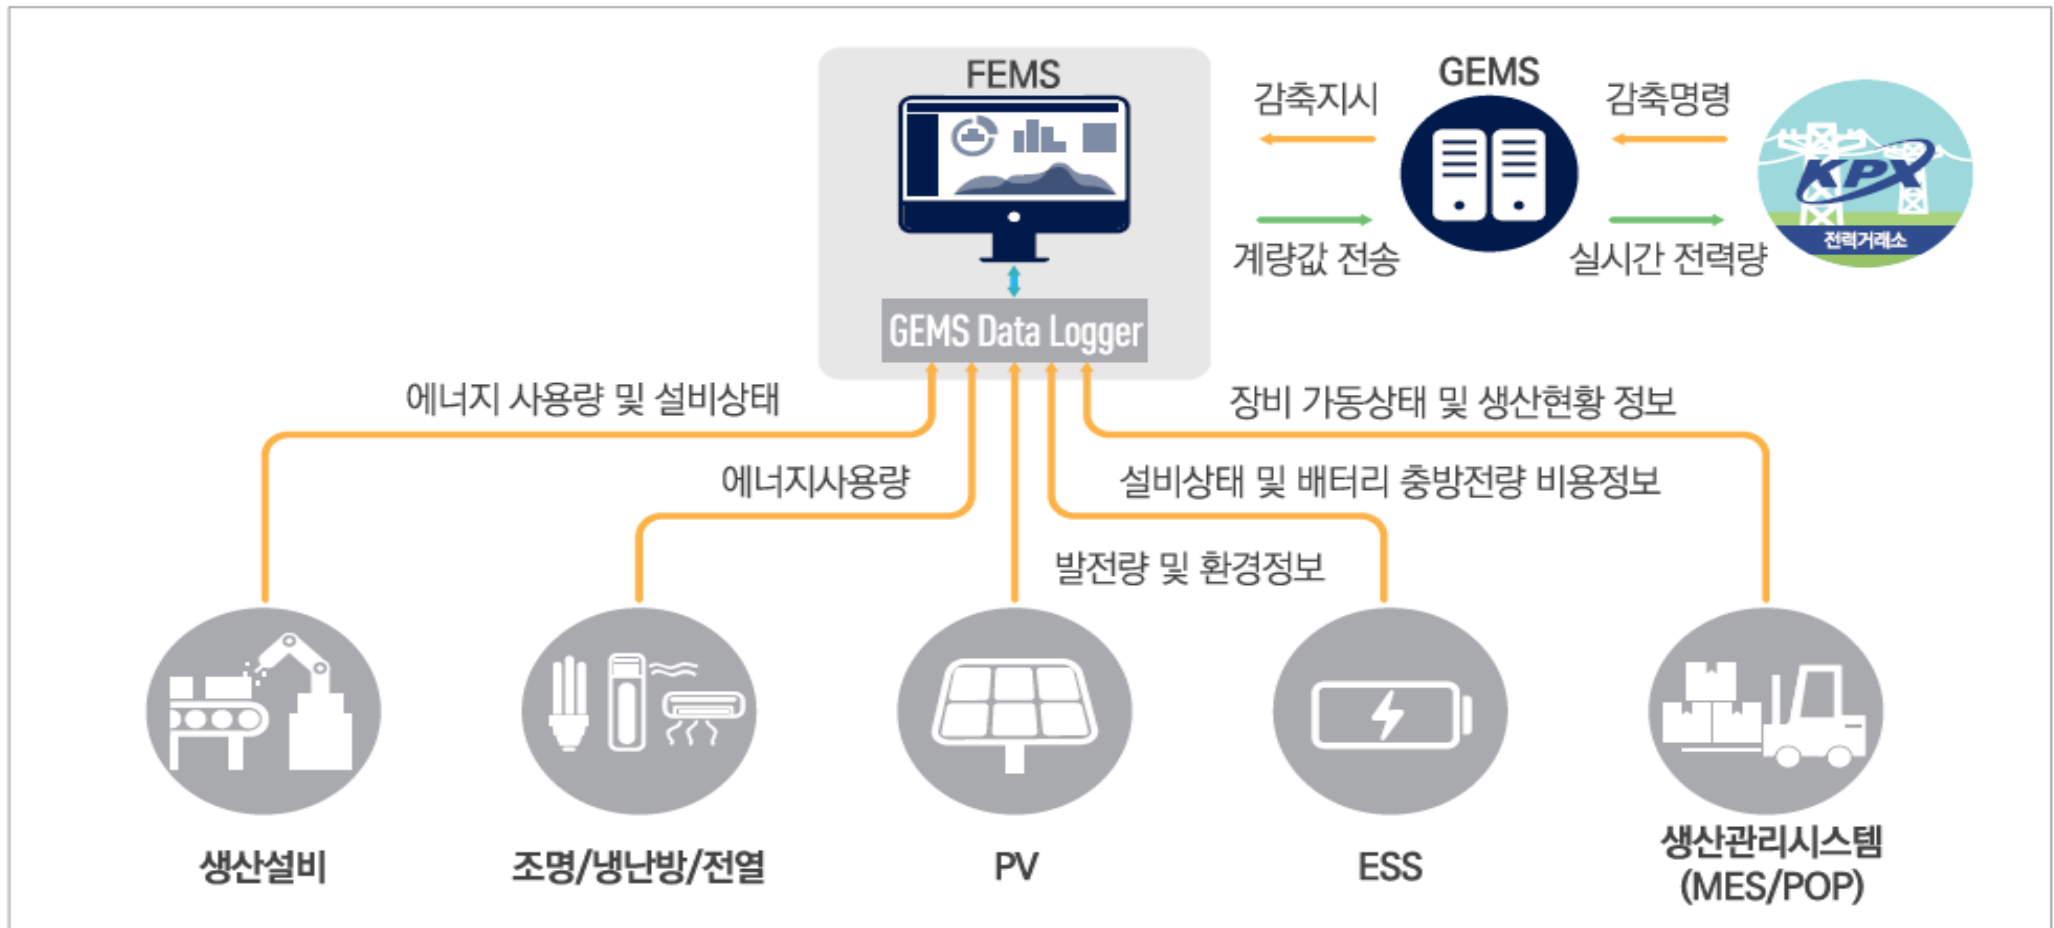 FEMS
GEMS
감축지시
감축명령
KPX
전력거래소
계량값 전송
실시간 전력량
GEMS Data Logger
에너지 사용량 및 설비상태
장비 가동상태 및 생산현황 정보
에너지사용량
설비상태 및 배터리 충방전량 비용정보
발전량 및 환경정보
생산설비
조명/냉난방/전열
PV
ESS
생산관리시스템
(MES/POP)